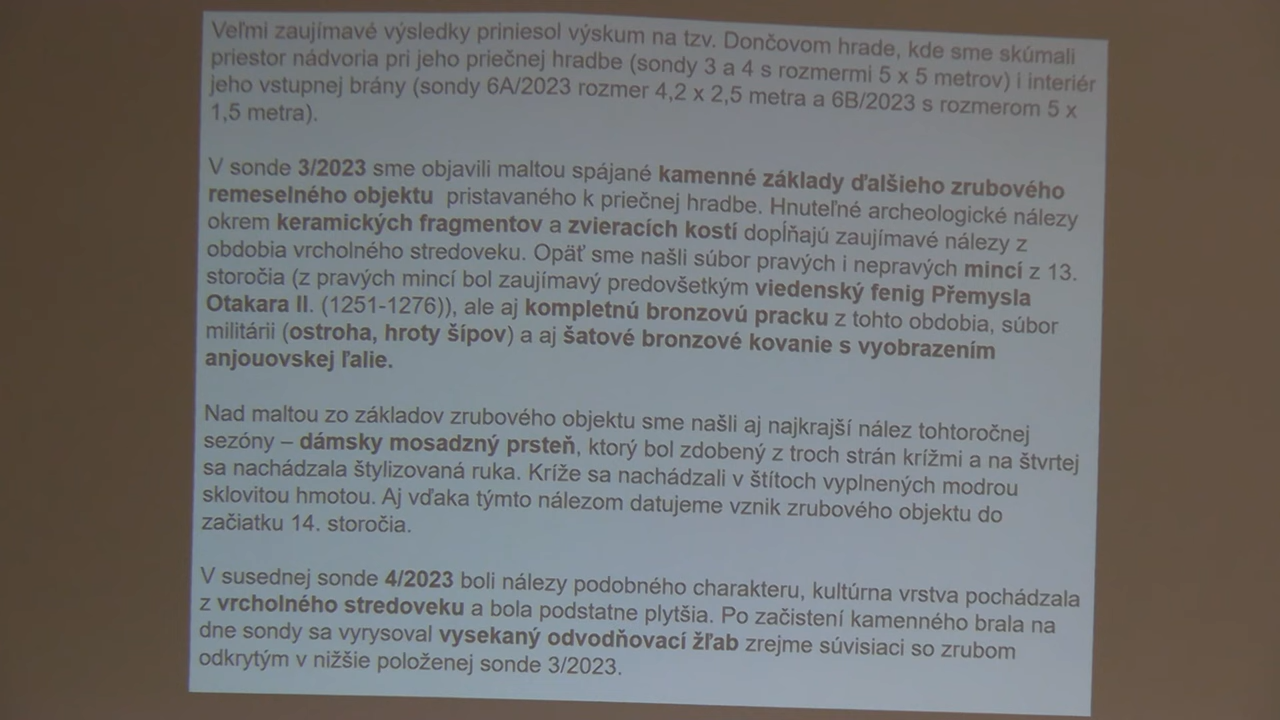 Veľmi zaujímavé výsledky priniesol výskum na tzv. Dončovom hrade, kde sme skúmali
priestor nádvoria pri jeho priečnej hradbe (sondy 3 a 4 s rozmermi 5 x 5 metrov) i interiér
jeho vstupnej brány (sondy 6A/2023 rozmer 4,2 x 2,5 metra a 6B/2023 s rozmerom 5 x
1,5 metra).
V sonde 3/2023 sme objavili maltou spájané kamenné základy ďalšieho zrubového
remeselného objektu pristavaného k priečnej hradbe. Hnuteľné archeologické nálezy
okrem keramických fragmentov a zvieracích kostí dopĺňajú zaujímavé nálezy z
obdobia vrcholného stredoveku. Opäť sme našli súbor pravých i nepravých mincí z 13.
storočia (z pravých mincí bol zaujímavý predovšetkým viedenský fenig Přemysla
Otakara II. (1251-1276)), ale aj kompletnú bronzovú pracku z tohto obdobia, súbor
militárii (ostroha, hroty šípov) a aj šatové bronzové kovanie s vyobrazením
anjouovskej ľalie.
Nad maltou zo základov zrubového objektu sme našli aj najkrajší nález tohtoročnej
sezóny – dámsky mosadzný prsteň, ktorý bol zdobený z troch strán krížmi a na štvrtej
sa nachádzala štylizovaná ruka. Kríže sa nachádzali v štítoch vyplnených modrou
sklovitou hmotou. Aj vďaka týmto nálezom datujeme vznik zrubového objektu do
začiatku 14. storočia.
V susednej sonde 4/2023 boli nálezy podobného charakteru, kultúrna vrstva pochádzala
z vrcholného stredoveku a bola podstatne plytšia. Po začistení kamenného brala na
dne sondy sa vyrysoval vysekaný odvodňovací žľab zrejme súvisiaci so zrubom
odkrytým v nižšie položenej sonde 3/2023.